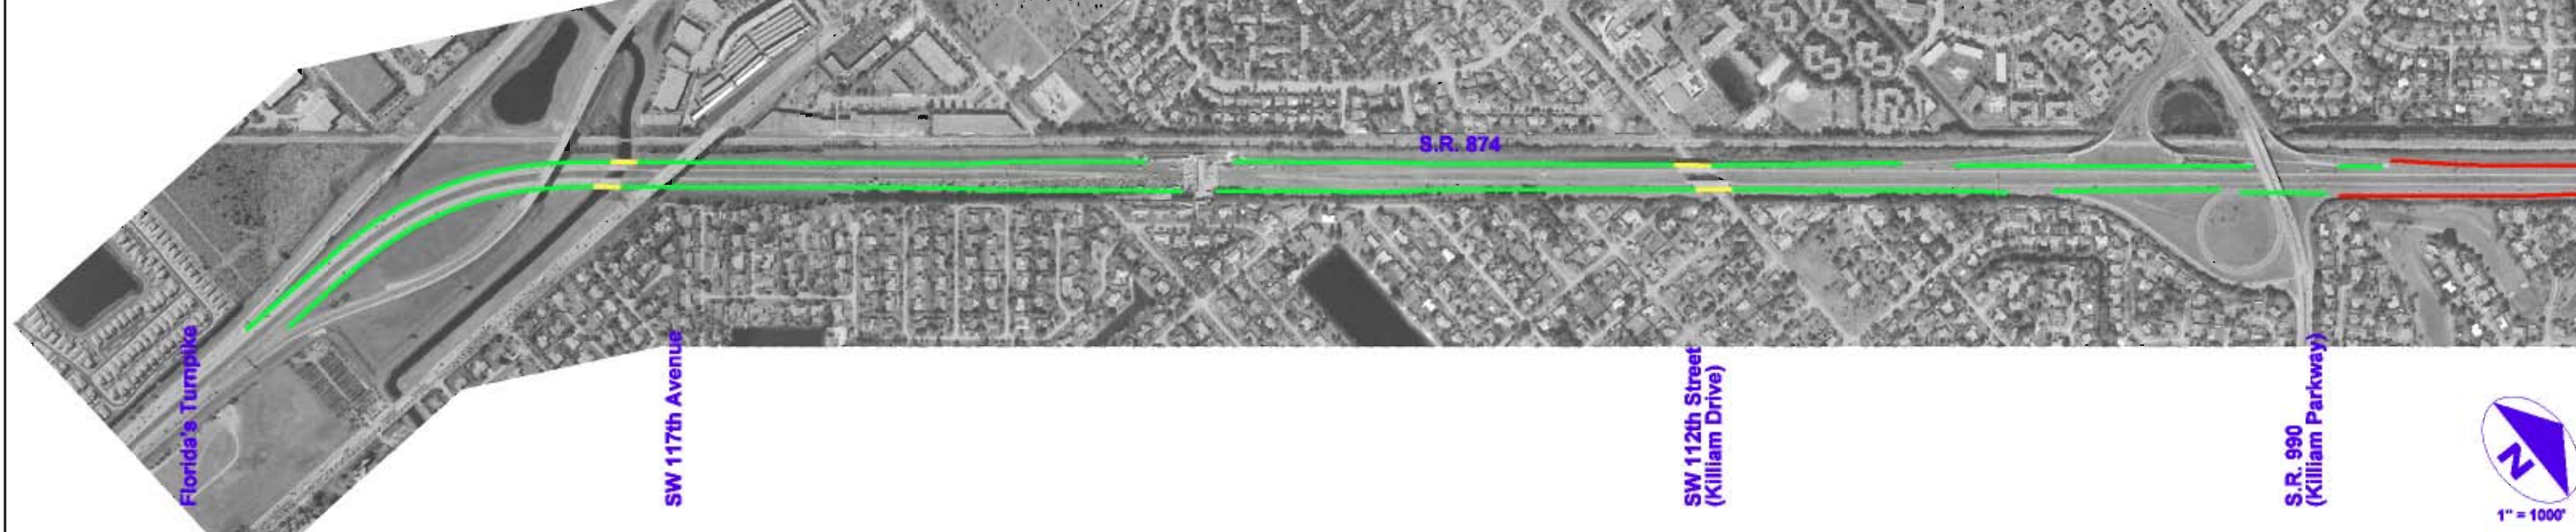 S.R. 874
Florida's Turnpike
SW 117th Avenue
SW 112th Street
(Killiam Drive)
S.R. 990
(Killiam Parkway)
N
1" = 1000'